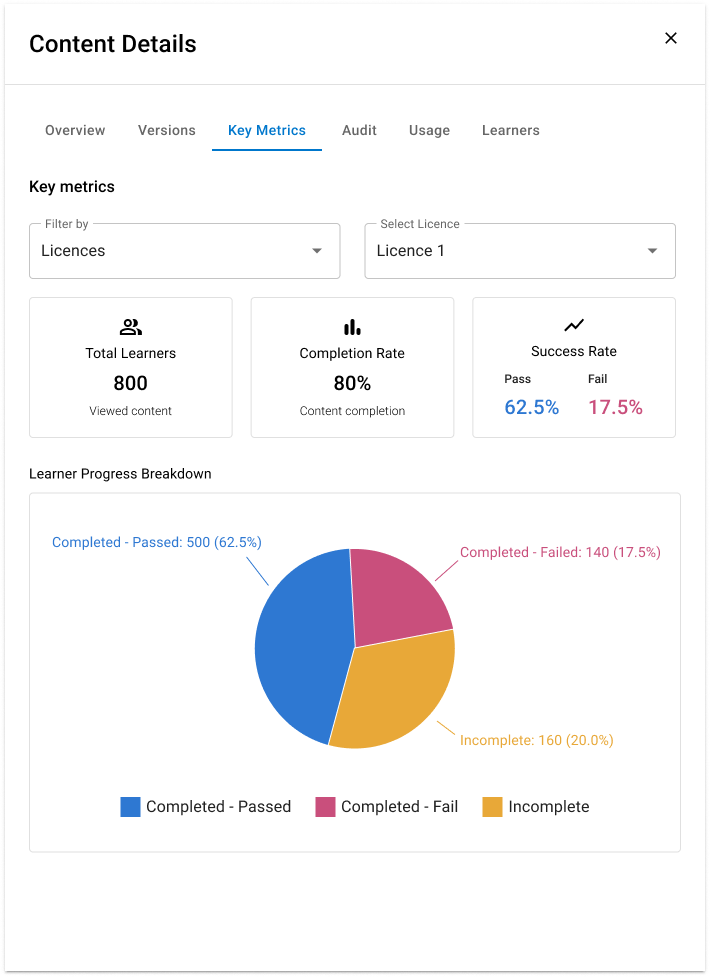 Content Details
Overview Versions Key Metrics Audit Usage Learners
Key metrics
Filter by
Licences
Select Licence
Licence 1
Total Learners
800
Viewed content
Completion Rate
80%
Content completion
Success Rate
Pass Fail
62.5% 17.5%
Learner Progress Breakdown
Completed - Passed: 500 (62.5%)
Completed - Failed: 140 (17.5%)
Incomplete: 160 (20.0%)
Completed - Passed Completed - Fail Incomplete